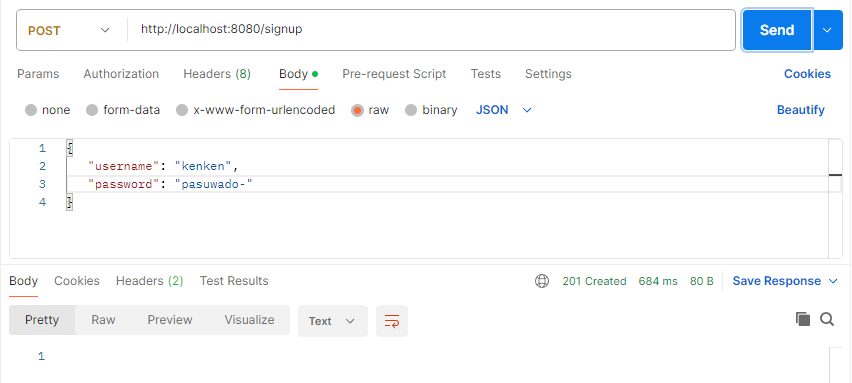 POST http://localhost:8080/signup Send
Params Authorization Headers (8) Body Pre-request Script Tests Settings Cookies
none form-data x-www-form-urlencoded raw binary JSON Beautify
1 {
2 "username": "kenken",
3 "password": "pasuwado-"
4 }
Body Cookies Headers (2) Test Results 201 Created 684 ms 80 B Save Response
Pretty Raw Preview Visualize Text
1